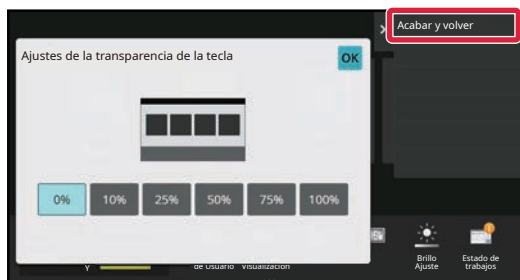 Acabar y volver
Ajustes de la transparencia de la tecla
OK
0% 10% 25% 50% 75% 100%
Y
de Usuario Visualización
Brillo
Ajuste
Estado de
trabajos